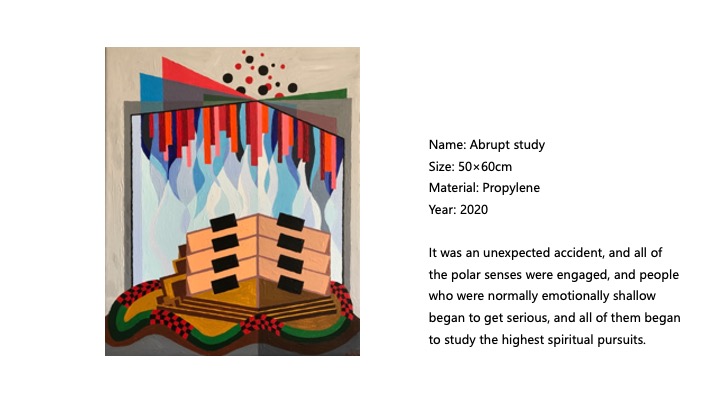 Name: Abrupt study
Size: 50×60cm
Material: Propylene
Year: 2020
It was an unexpected accident, and all of
the polar senses were engaged, and people
who were normally emotionally shallow
began to get serious, and all of them began
to study the highest spiritual pursuits.